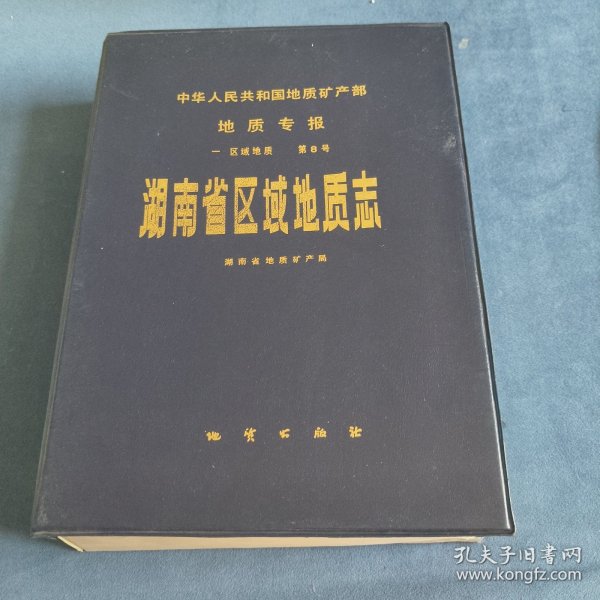 中华人民共和国地质矿产部
地质专报
一 区域地质 第8号
湖南省区域地质志
湖南省地质矿产局
地质出版社
孔夫子旧书网
www.kongfz.com